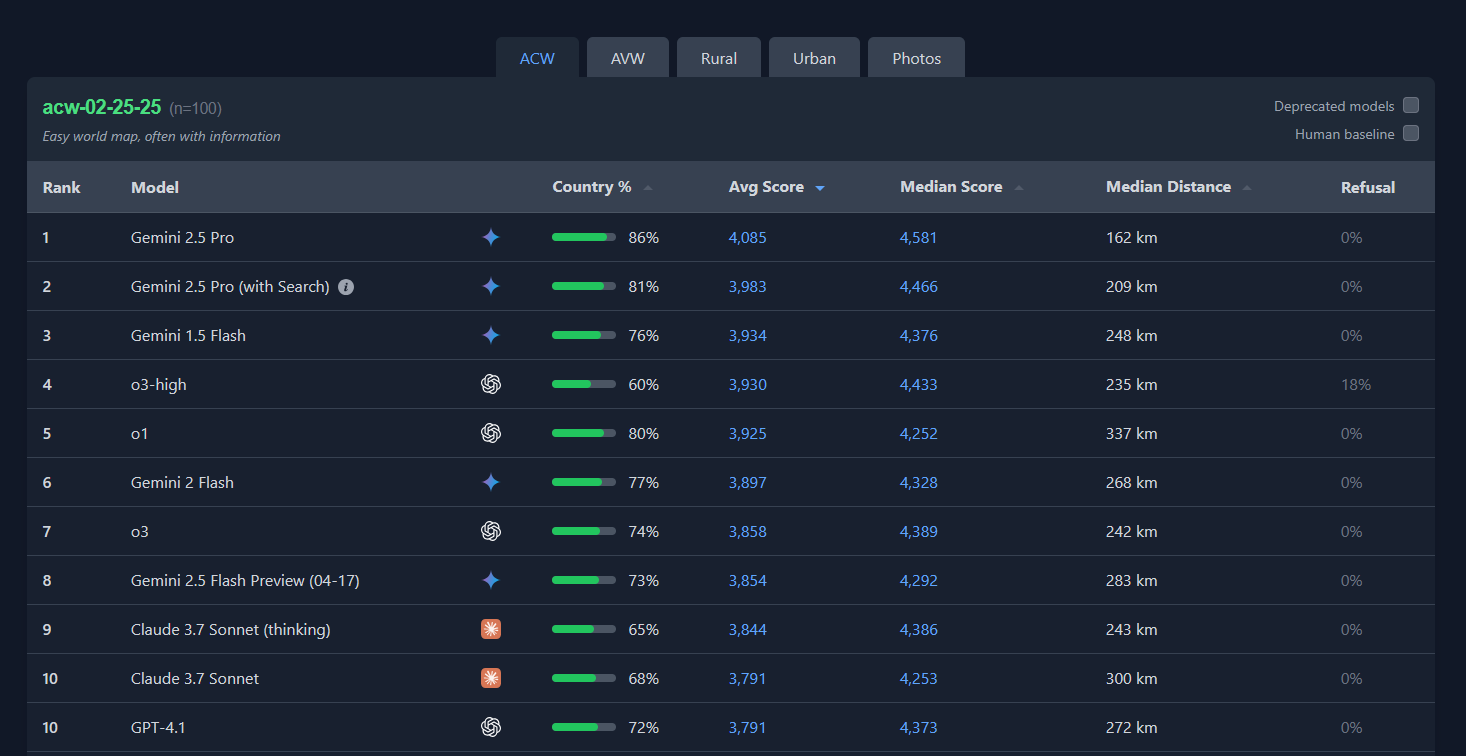 ACW AVW Rural Urban Photos
acw-02-25-25 (n=100) Deprecated models
Easy world map, often with information Human baseline
Rank Model Country % Avg Score Median Score Median Distance Refusal
1 Gemini 2.5 Pro 86% 4,085 4,581 162 km 0%
2 Gemini 2.5 Pro (with Search) i 81% 3,983 4,466 209 km 0%
3 Gemini 1.5 Flash 76% 3,934 4,376 248 km 0%
4 o3-high 60% 3,930 4,433 235 km 18%
5 o1 80% 3,925 4,252 337 km 0%
6 Gemini 2 Flash 77% 3,897 4,328 268 km 0%
7 o3 74% 3,858 4,389 242 km 0%
8 Gemini 2.5 Flash Preview (04-17) 73% 3,854 4,292 283 km 0%
9 Claude 3.7 Sonnet (thinking) 65% 3,844 4,386 243 km 0%
10 Claude 3.7 Sonnet 68% 3,791 4,253 300 km 0%
10 GPT-4.1 72% 3,791 4,373 272 km 0%